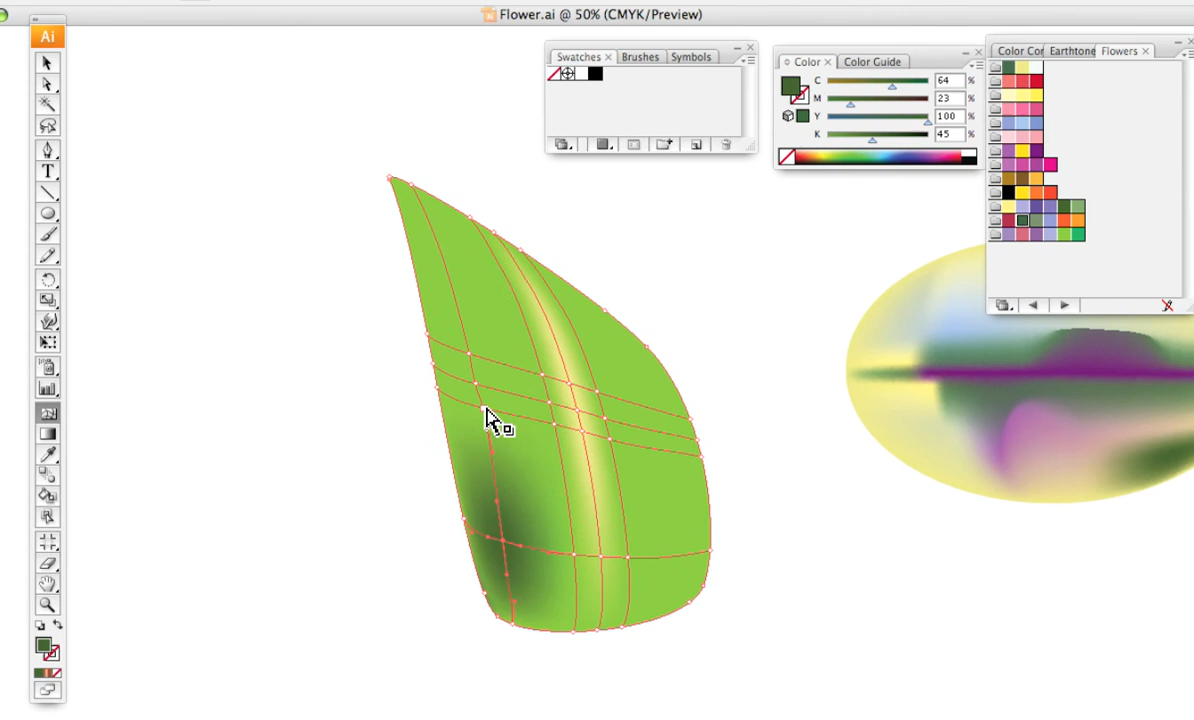 Flower.ai @ 50% (CMYK/Preview)
Ai
Swatches × Brushes Symbols
Color × Color Guide
Color Cor Earthtone Flowers ×
C 64 %
M 23 %
Y 100 %
K 45 %
T